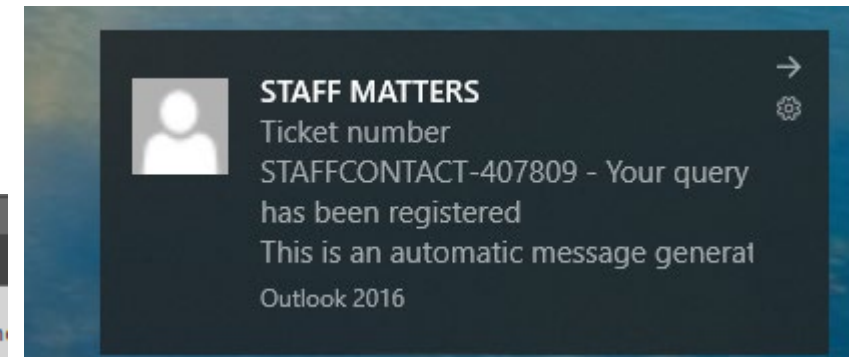 STAFF MATTERS
Ticket number
STAFFCONTACT-407809 - Your query
has been registered
This is an automatic message generat
Outlook 2016